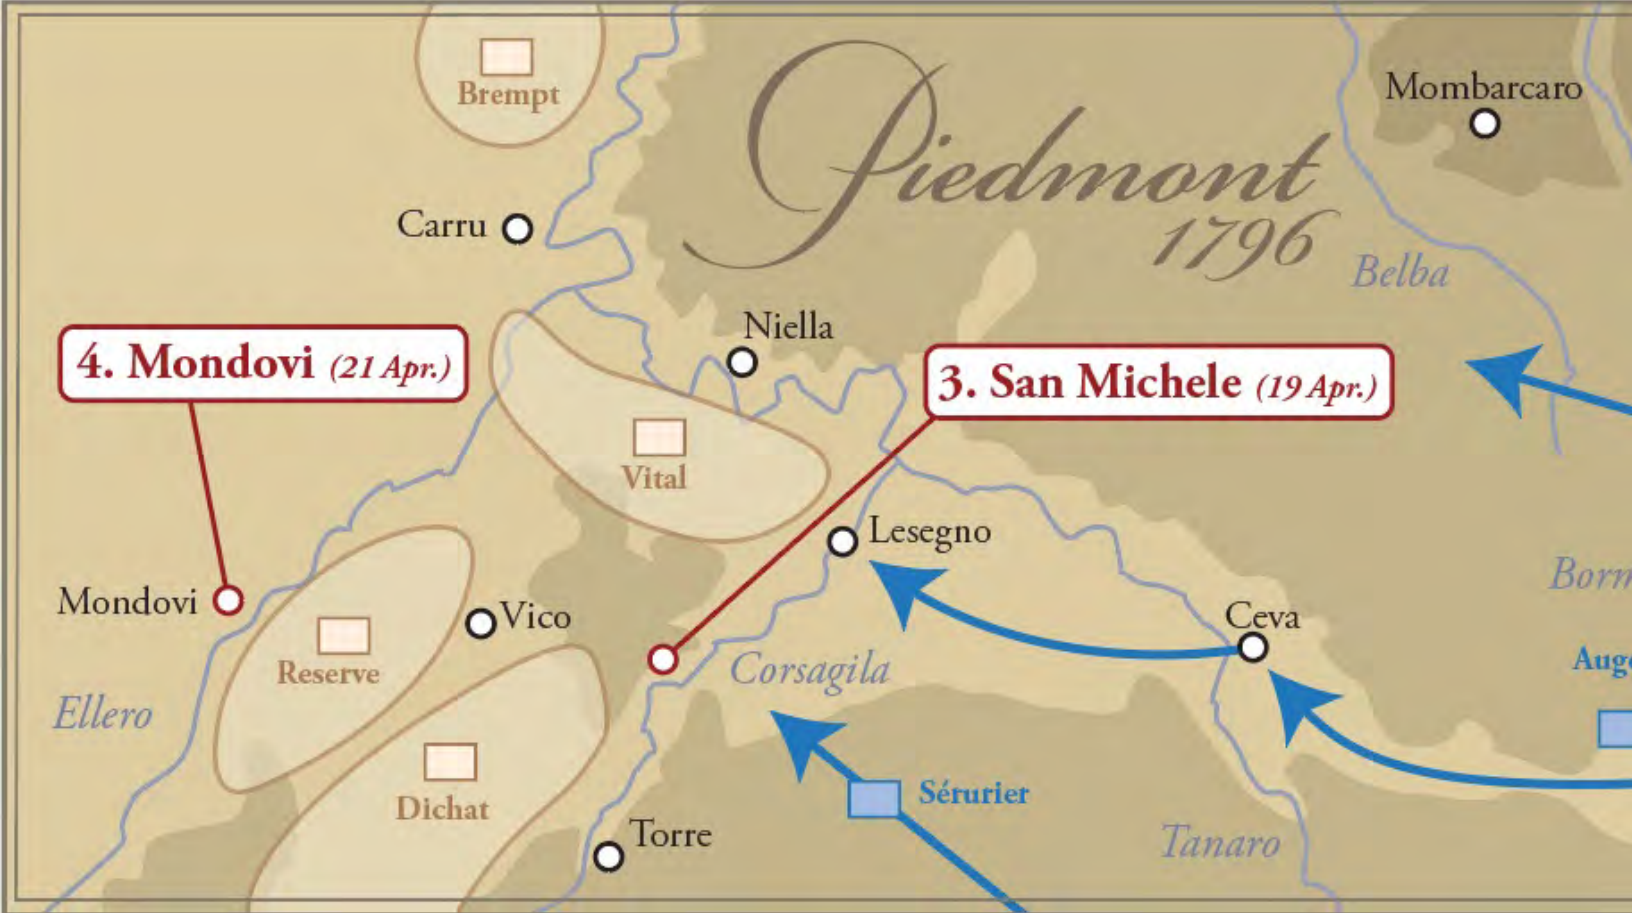 Brempt
Mombarcaro
Piedmont
1796
Carru
Belba
Niella
4. Mondovi (21 Apr.)
3. San Michele (19 Apr.)
Vital
Lesegno
Mondovi
Vico
Ceva
Reserve
Corsagila
Ellero
Dichat
Sérurier
Torre
Tanaro